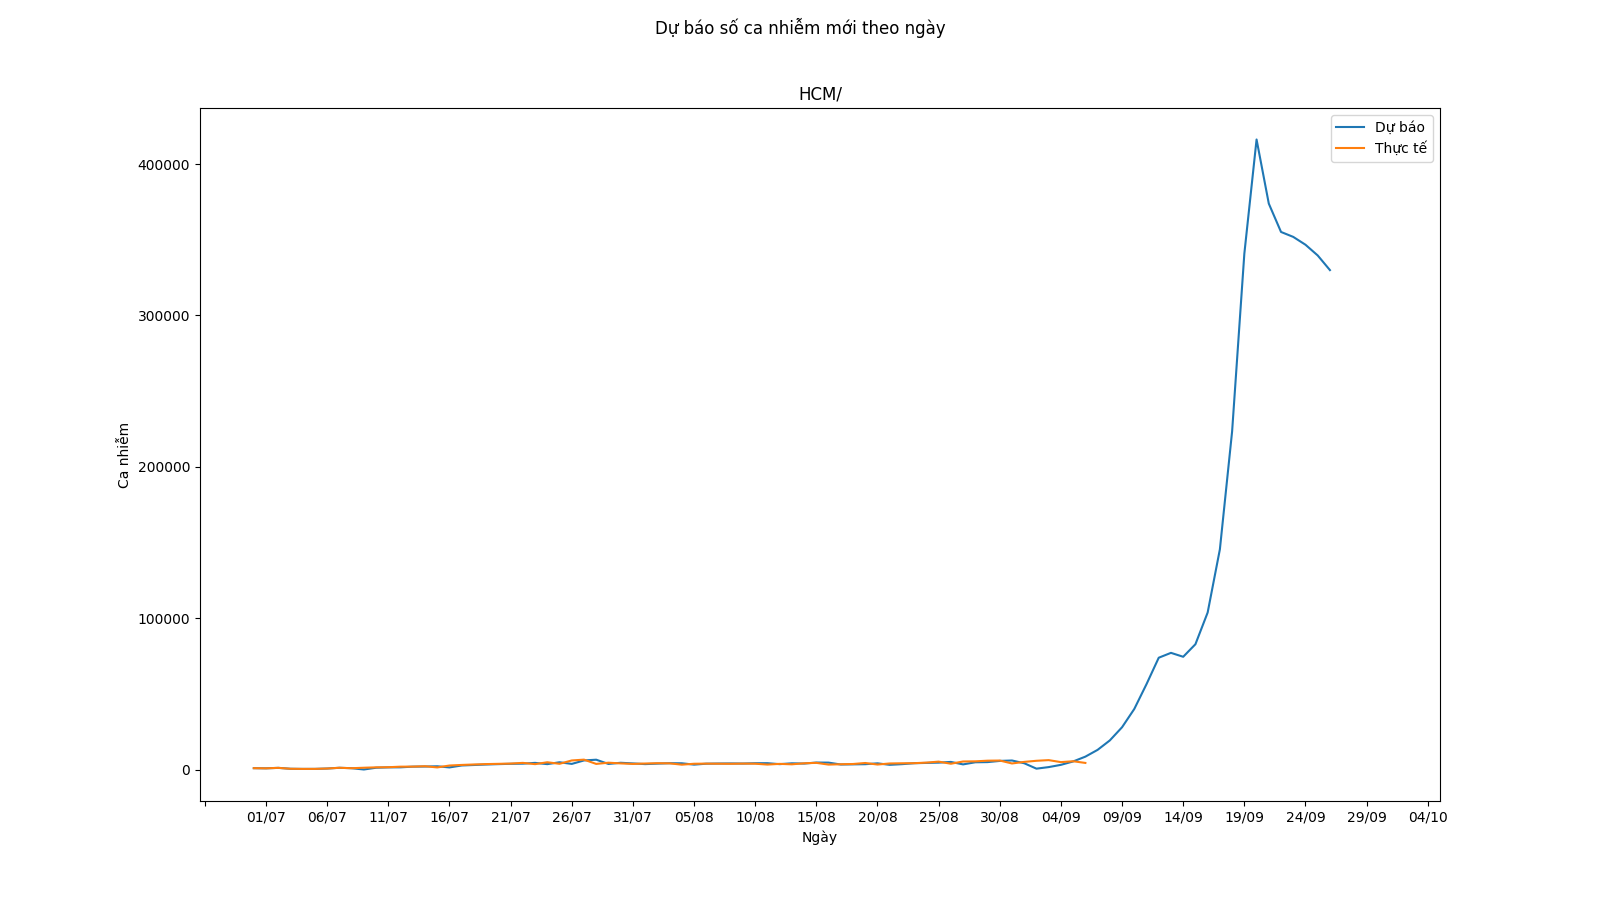 Dự báo số ca nhiễm mới theo ngày
HCM/
Dự báo
Thực tế
400000
300000
200000
100000
0
Ca nhiễm
01/07 06/07 11/07 16/07 21/07 26/07 31/07 05/08 10/08 15/08 20/08 25/08 30/08 04/09 09/09 14/09 19/09 24/09 29/09 04/10
Ngày